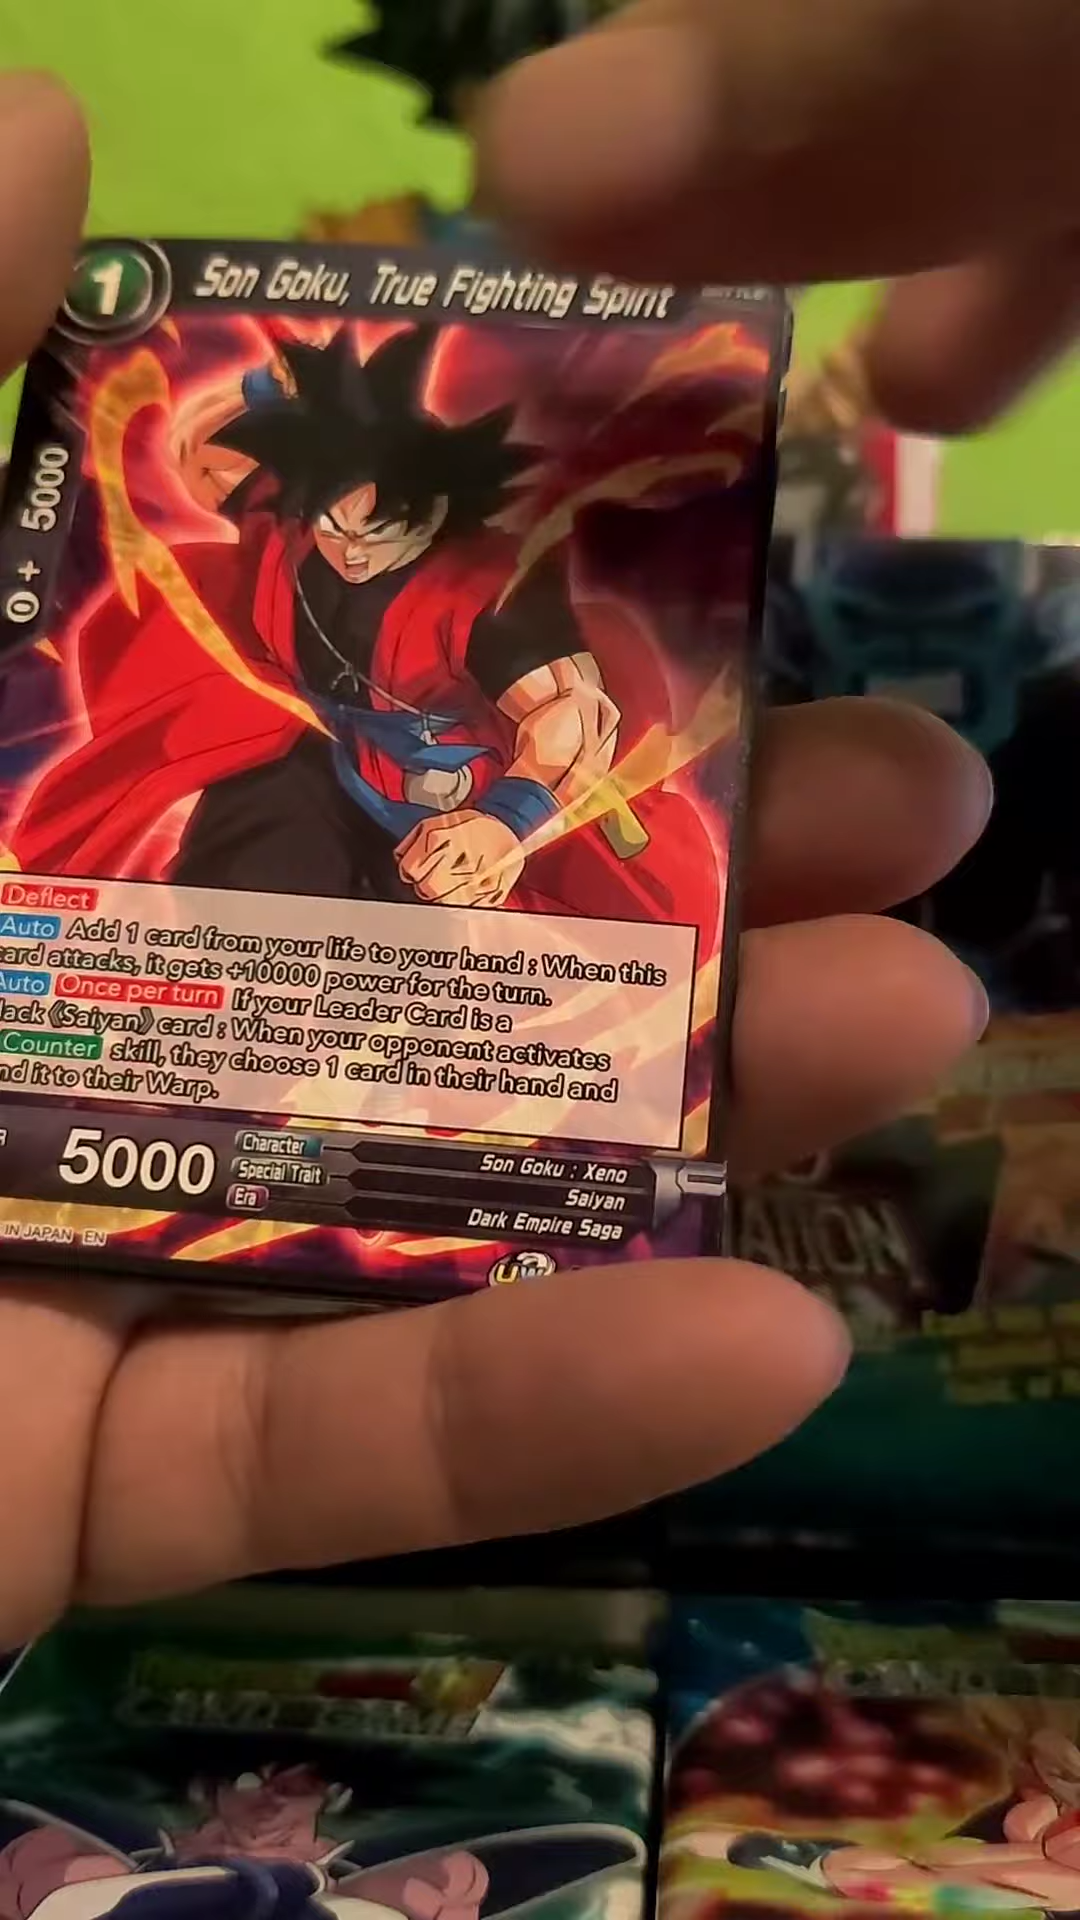 1
Son Goku, True Fighting Spirit
0 + 5000
Deflect
Auto Add 1 card from your life to your hand : When this
card attacks, it gets +10000 power for the turn.
Auto Once per turn If your Leader Card is a
lack 《Saiyan》 card : When your opponent activates
Counter skill, they choose 1 card in their hand and
nd it to their Warp.
5000
Character
Son Goku : Xeno
Special Trait
Saiyan
Era
Dark Empire Saga
IN JAPAN EN
UW
CARD GAME